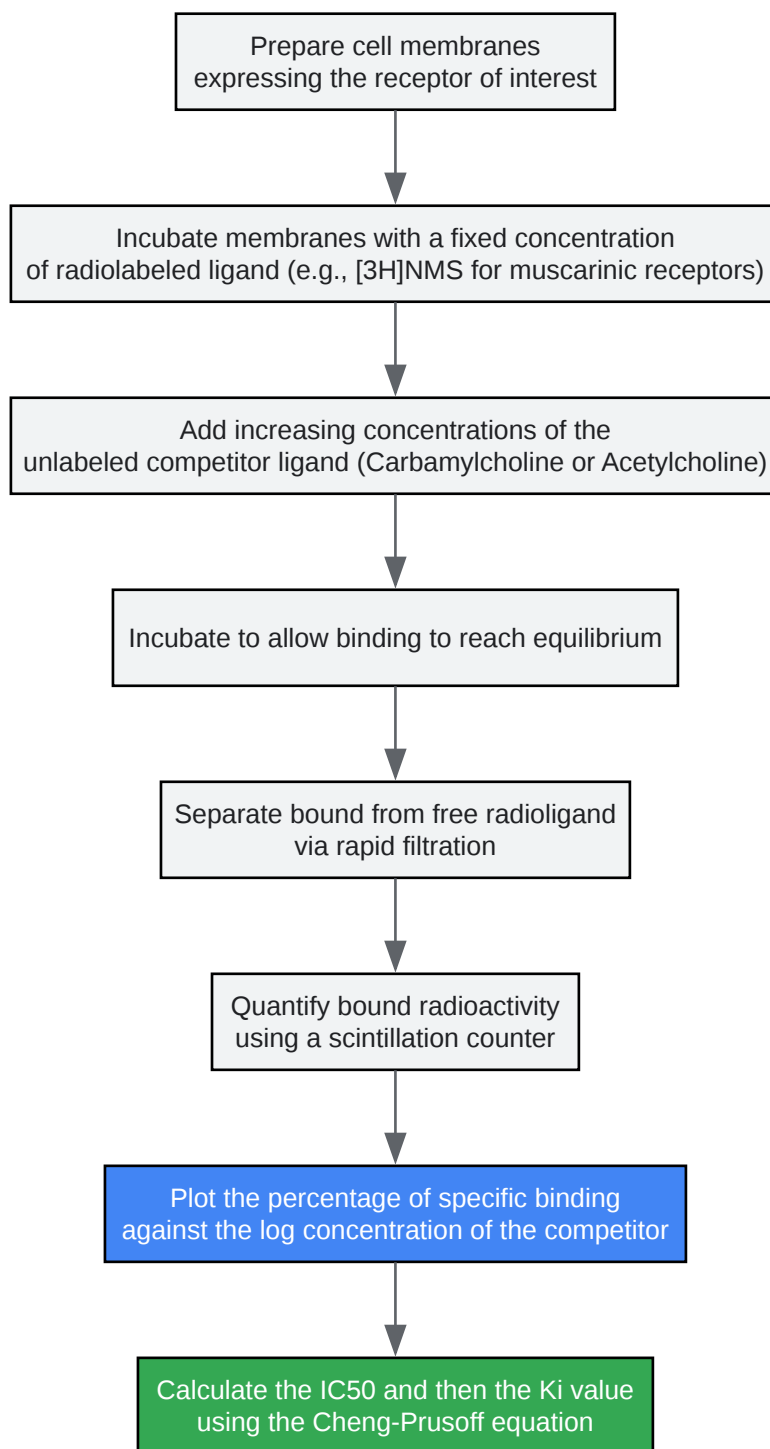 Prepare cell membranes
expressing the receptor of interest
Incubate membranes with a fixed concentration
of radiolabeled ligand (e.g., [3H]NMS for muscarinic receptors)
Add increasing concentrations of the
unlabeled competitor ligand (Carbamylcholine or Acetylcholine)
Incubate to allow binding to reach equilibrium
Separate bound from free radioligand
via rapid filtration
Quantify bound radioactivity
using a scintillation counter
Plot the percentage of specific binding
against the log concentration of the competitor
Calculate the IC50 and then the Ki value
using the Cheng-Prusoff equation